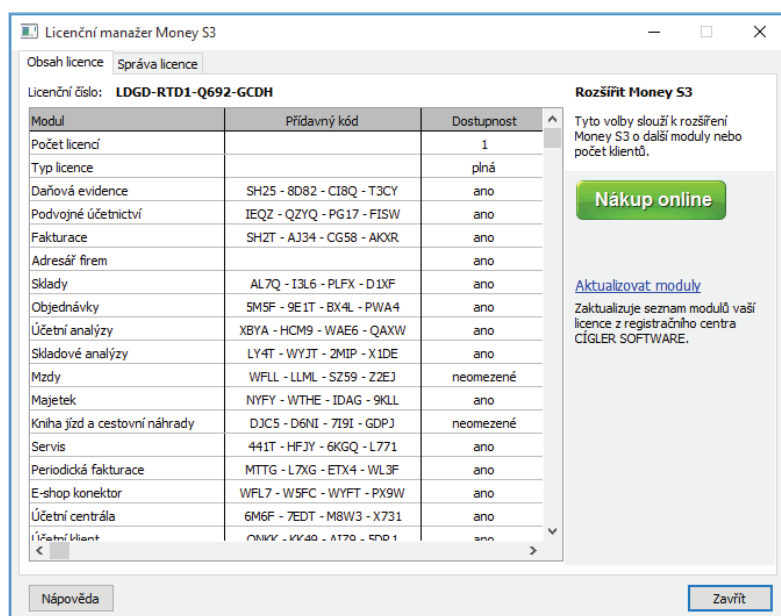 Licenční manažer Money S3
Obsah licence Správa licence
Licenční číslo: LDGD-RTD1-Q692-GCDH
Modul Přídavný kód Dostupnost
Počet licencí 1
Typ licence plná
Daňová evidence SH25 - 8D82 - CI8Q - T3CY ano
Podvojné účetnictví IEQZ - QZYQ - PG17 - FISW ano
Fakturace SH2T - AJ34 - CG58 - AKXR ano
Adresář firem ano
Sklady AL7Q - I3L6 - PLFX - D1XF ano
Objednávky 5M5F - 9E1T - BX4L - PWA4 ano
Účetní analýzy XBYA - HCM9 - WAE6 - QAXW ano
Skladové analýzy LY4T - WYJT - 2MIP - X1DE ano
Mzdy WFLL - LLML - SZ59 - Z2EJ neomezené
Majetek NYFY - WTHE - IDAG - 9KLL ano
Kniha jízd a cestovní náhrady DJC5 - D6NI - 7I9I - GDPJ neomezené
Servis 441T - HFJY - 6KGQ - L771 ano
Periodická fakturace MTTG - L7XG - ETX4 - WL3F ano
E-shop konektor WFL7 - W5FC - WYFT - PX9W ano
Účetní centrála 6M6F - 7EDT - M8W3 - X731 ano
Účetní klient ano
Rozšířit Money S3
Tyto volby slouží k rozšíření
Money S3 o další moduly nebo
počet klientů.
Nákup online
Aktualizovat moduly
Zaktualizuje seznam modulů vaší
licence z registračního centra
CÍGLER SOFTWARE.
Nápověda Zavřít